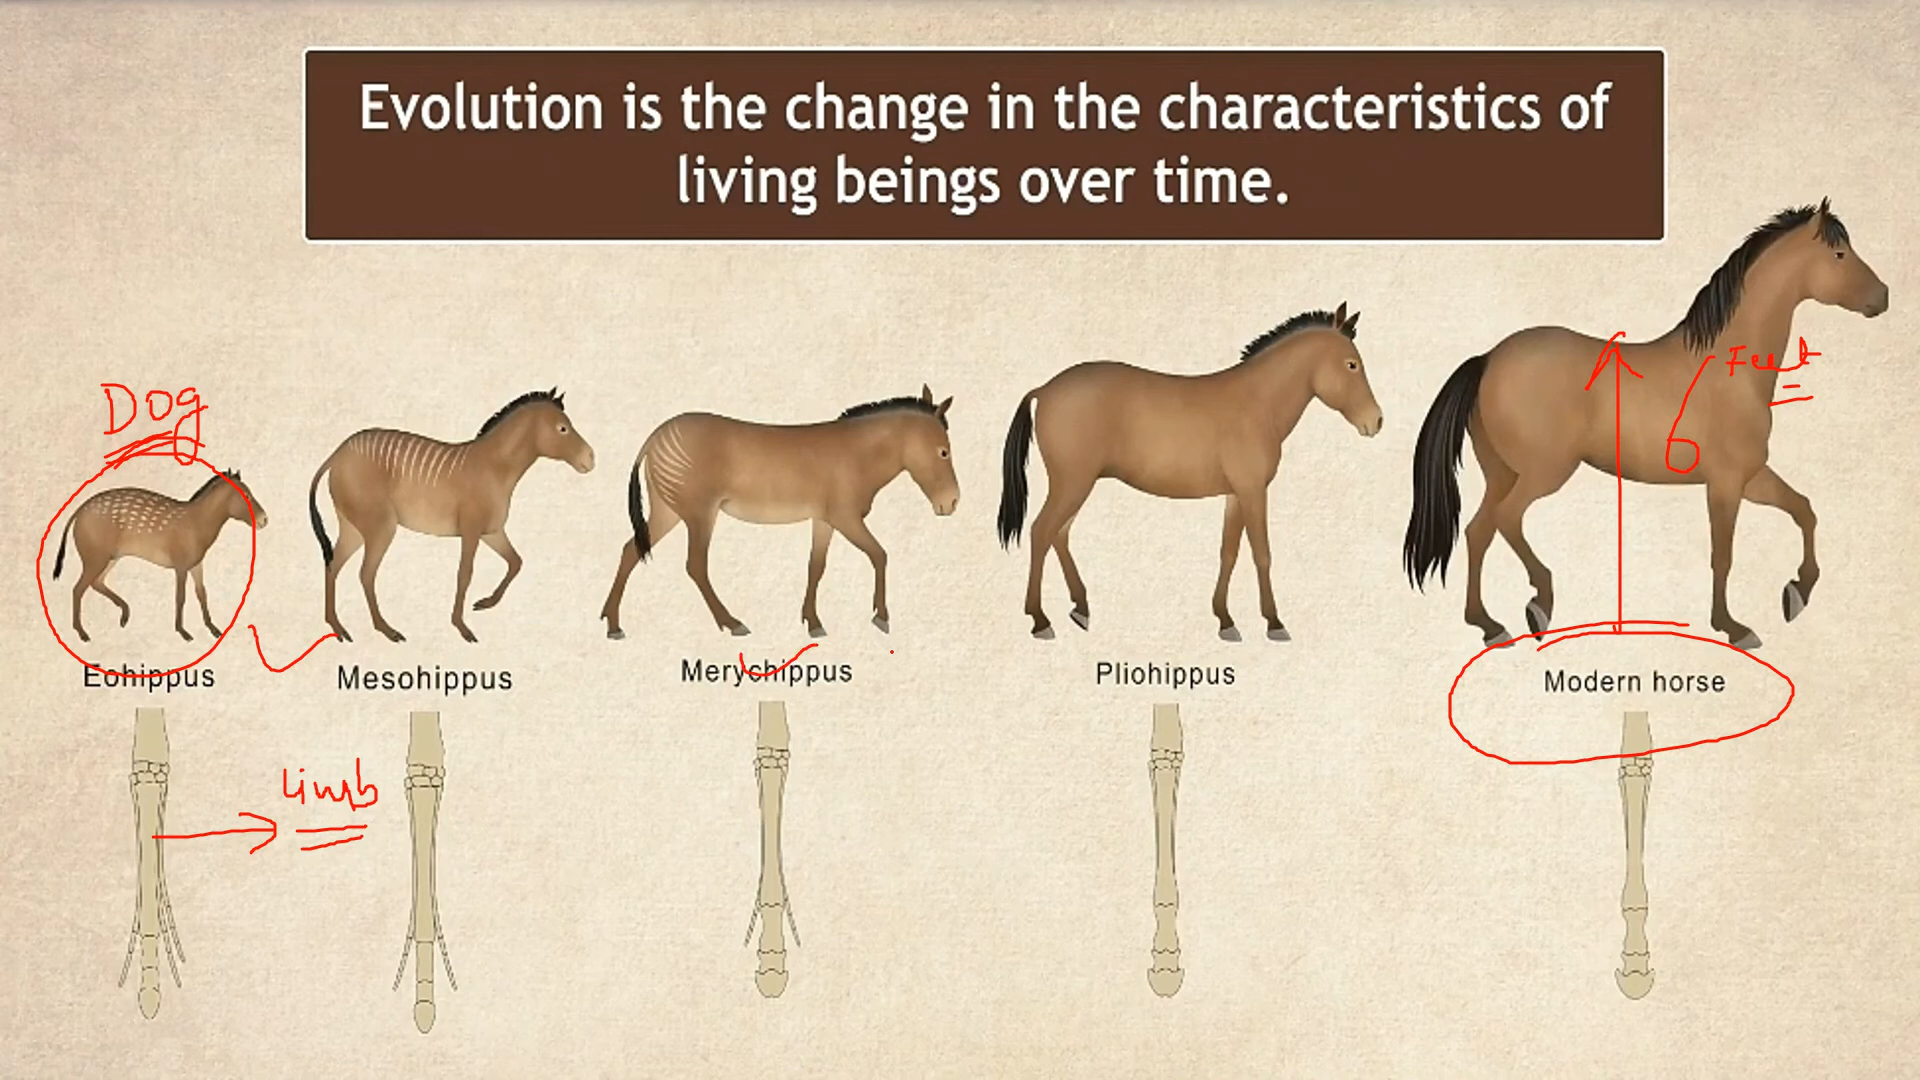 Evolution is the change in the characteristics of
living beings over time.
6 Feet
Dog
Eohippus
Mesohippus
Merychippus
Pliohippus
Modern horse
Limb